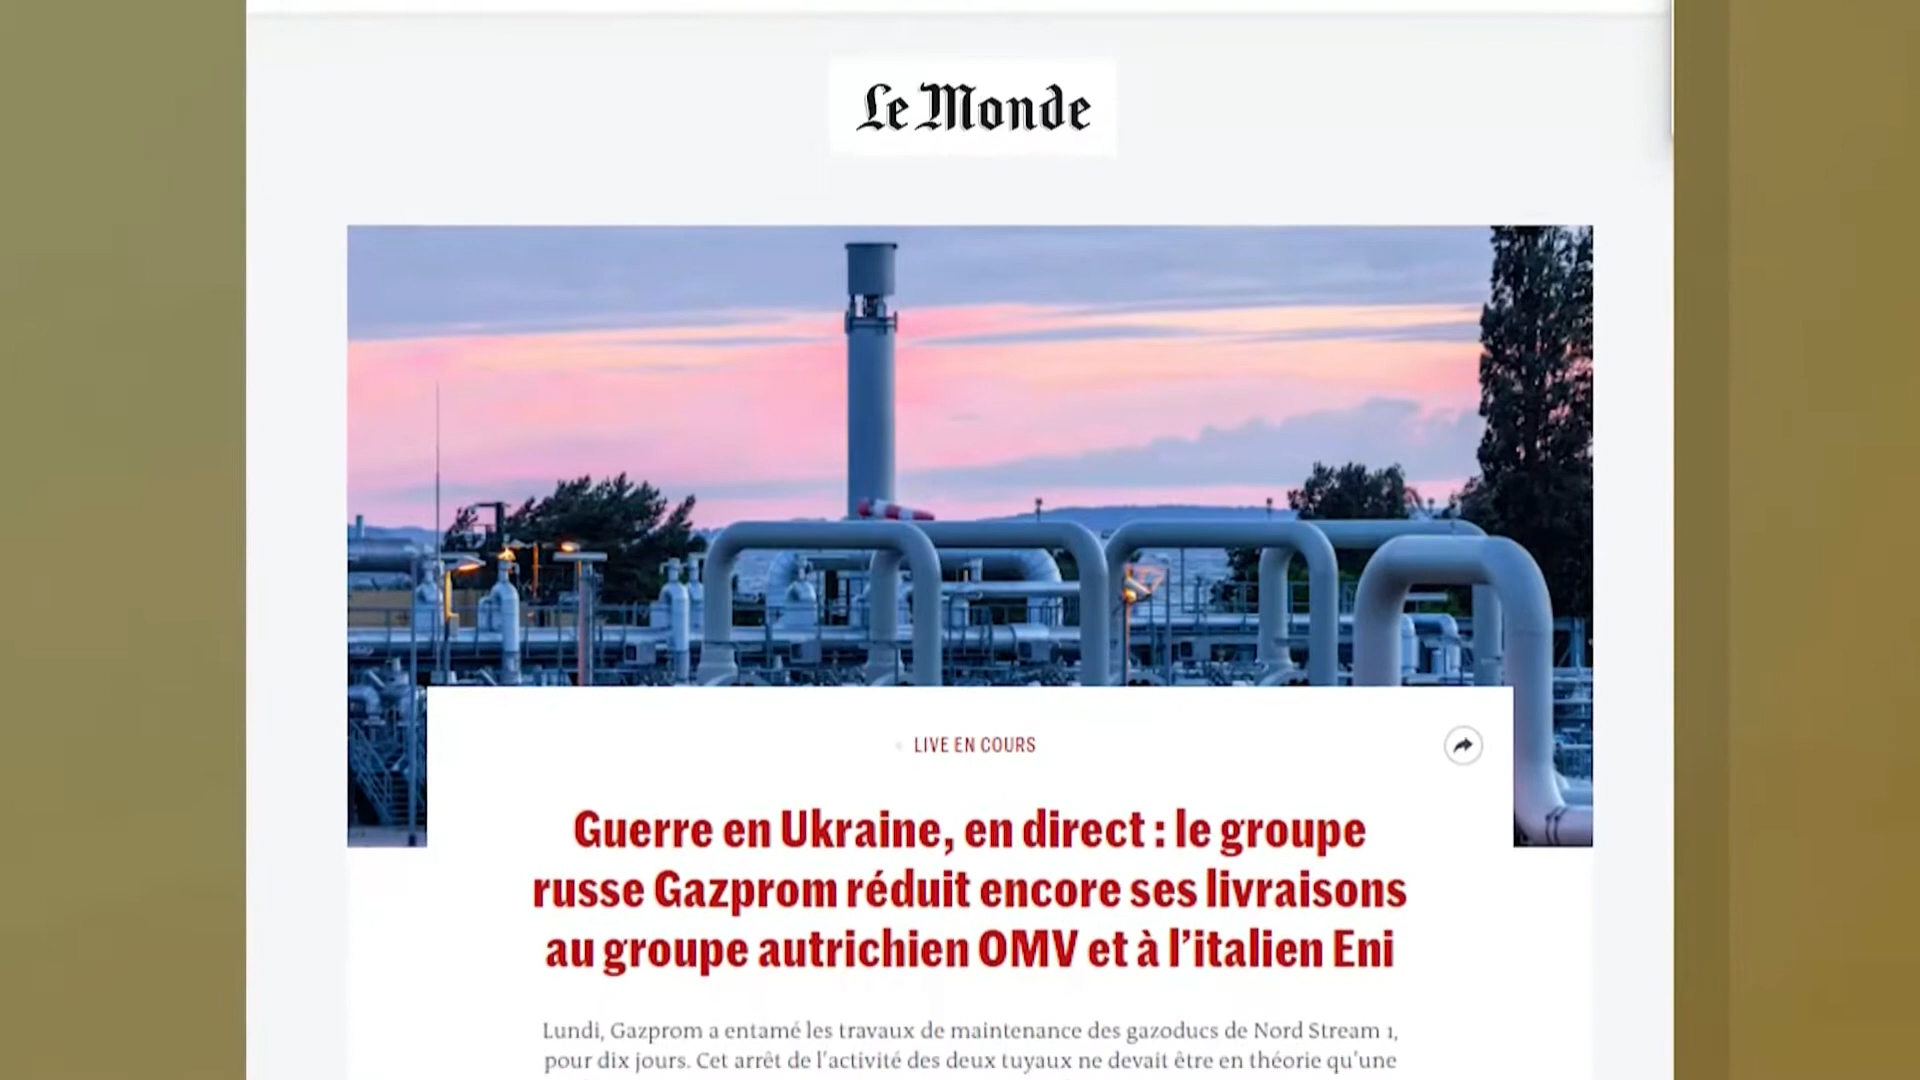 Le Monde
LIVE EN COURS
Guerre en Ukraine, en direct : le groupe
russe Gazprom réduit encore ses livraisons
au groupe autrichien OMV et à l’italien Eni
Lundi, Gazprom a entamé les travaux de maintenance des gazoducs de Nord Stream 1,
pour dix jours. Cet arrêt de l’activité des deux tuyaux ne devait être en théorie qu’une